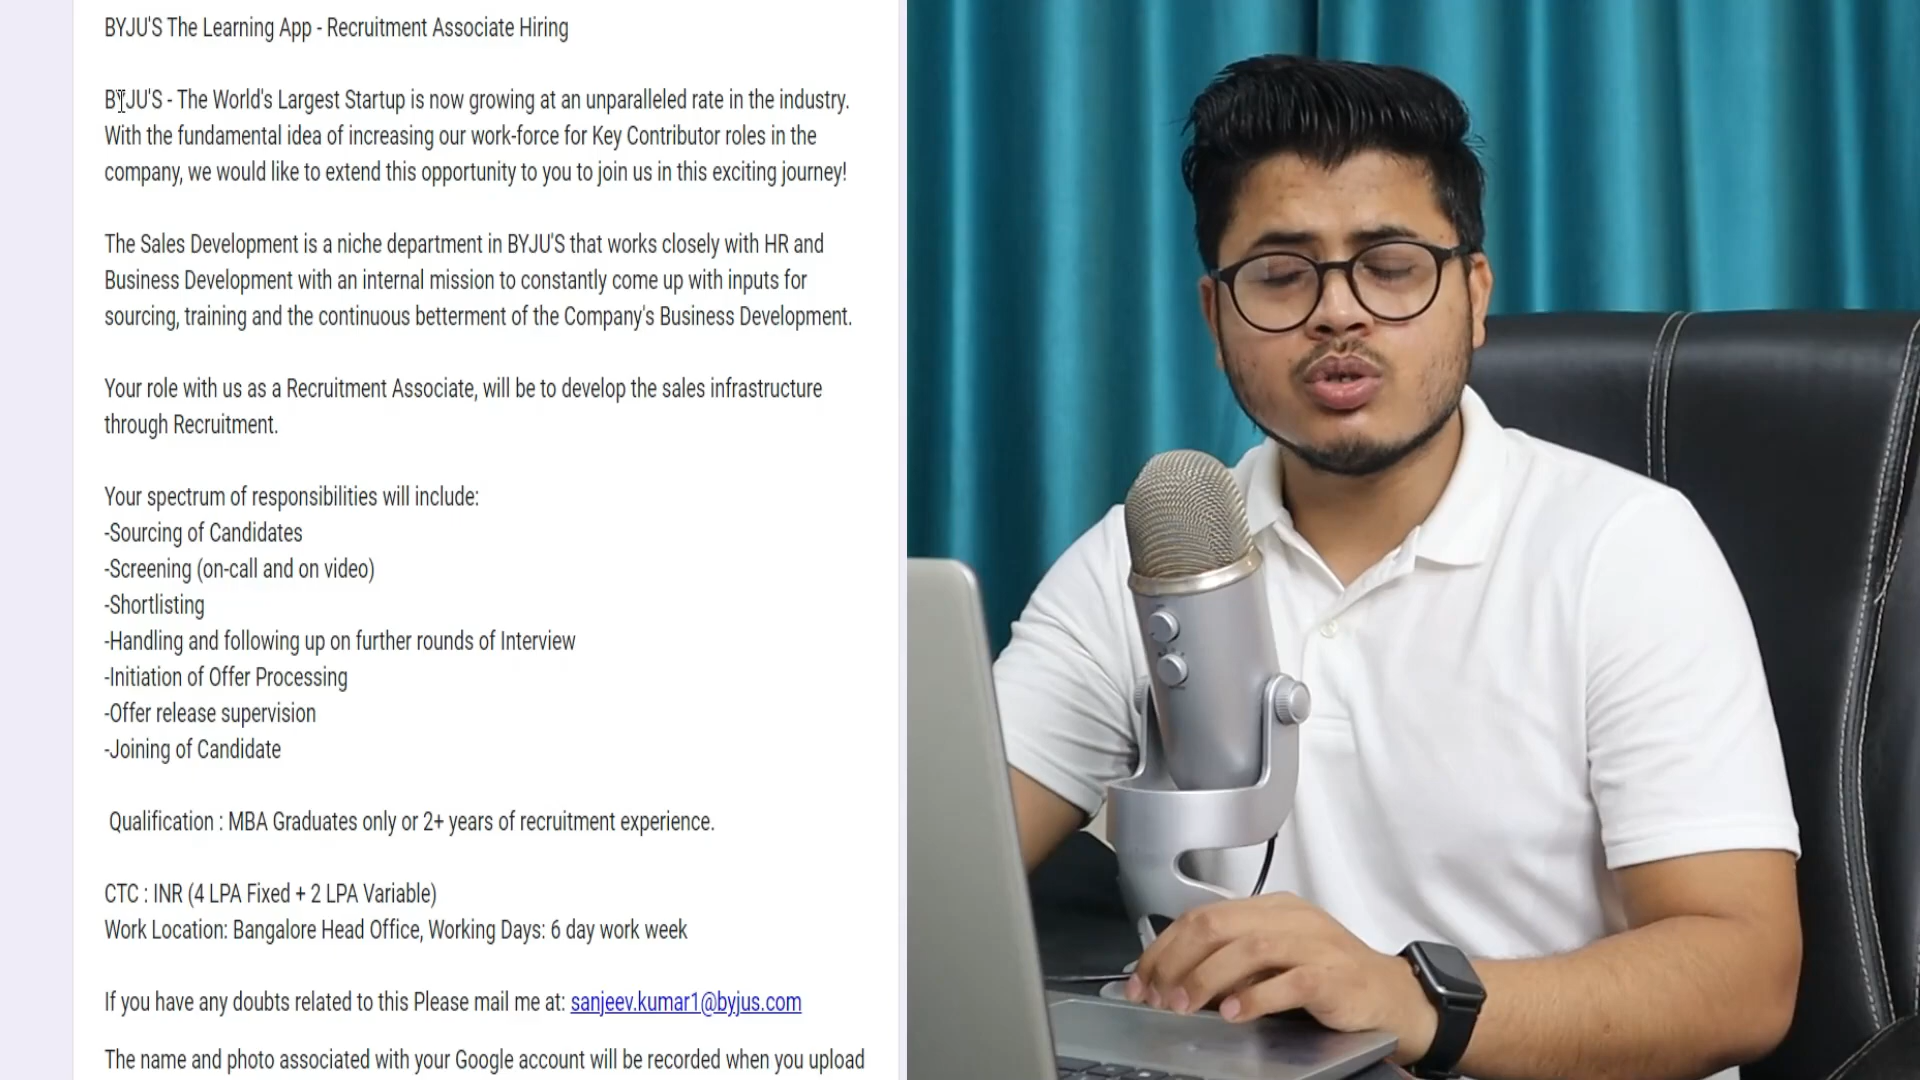 BYJU'S The Learning App - Recruitment Associate Hiring
BYJU'S - The World's Largest Startup is now growing at an unparalleled rate in the industry.
With the fundamental idea of increasing our work-force for Key Contributor roles in the
company, we would like to extend this opportunity to you to join us in this exciting journey!
The Sales Development is a niche department in BYJU'S that works closely with HR and
Business Development with an internal mission to constantly come up with inputs for
sourcing, training and the continuous betterment of the Company's Business Development.
Your role with us as a Recruitment Associate, will be to develop the sales infrastructure
through Recruitment.
Your spectrum of responsibilities will include:
-Sourcing of Candidates
-Screening (on-call and on video)
-Shortlisting
-Handling and following up on further rounds of Interview
-Initiation of Offer Processing
-Offer release supervision
-Joining of Candidate
Qualification : MBA Graduates only or 2+ years of recruitment experience.
CTC : INR (4 LPA Fixed + 2 LPA Variable)
Work Location: Bangalore Head Office, Working Days: 6 day work week
If you have any doubts related to this Please mail me at: sanjeev.kumar1@byjus.com
The name and photo associated with your Google account will be recorded when you upload